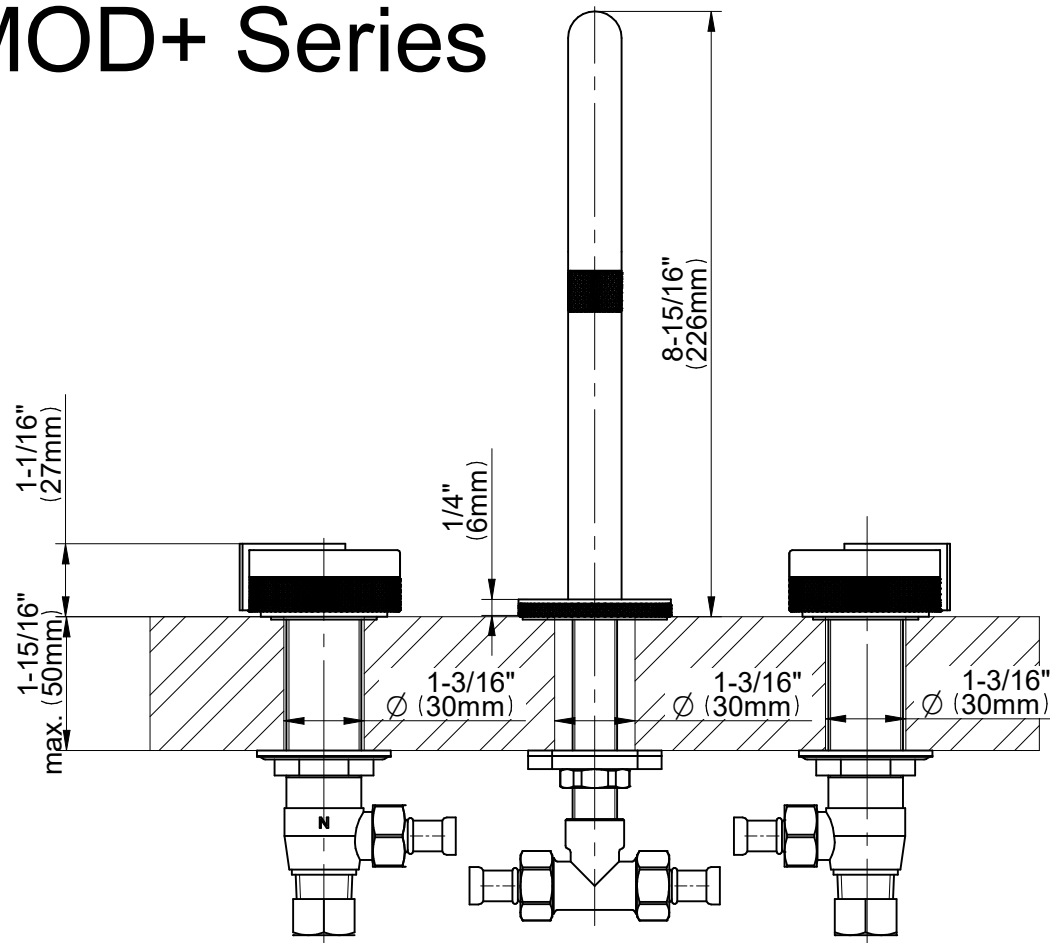 MOD+ Series
8-15/16"
(226mm)
1-1/16"
(27mm)
1/4"
(6mm)
1-15/16"
max. (50mm)
1-3/16"
Ø (30mm)
1-3/16"
Ø (30mm)
1-3/16"
Ø (30mm)
N